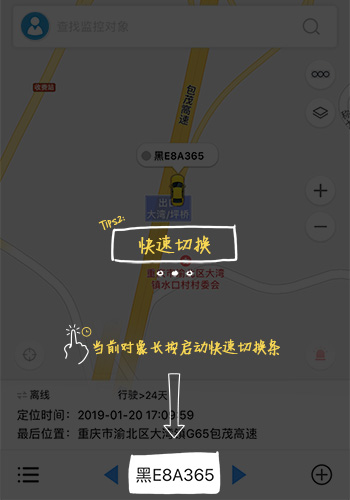 查找监控对象
收费站
包茂高速
黑E8A365
出口
大湾/坪桥
Tips2:
快速切换
重庆市渝北区大湾
镇水口村村委会
当前对象长按启动快速切换条
离线 行驶>24天
定位时间：2019-01-20 17:09:59
最后位置：重庆市渝北区大湾镇G65包茂高速
黑E8A365